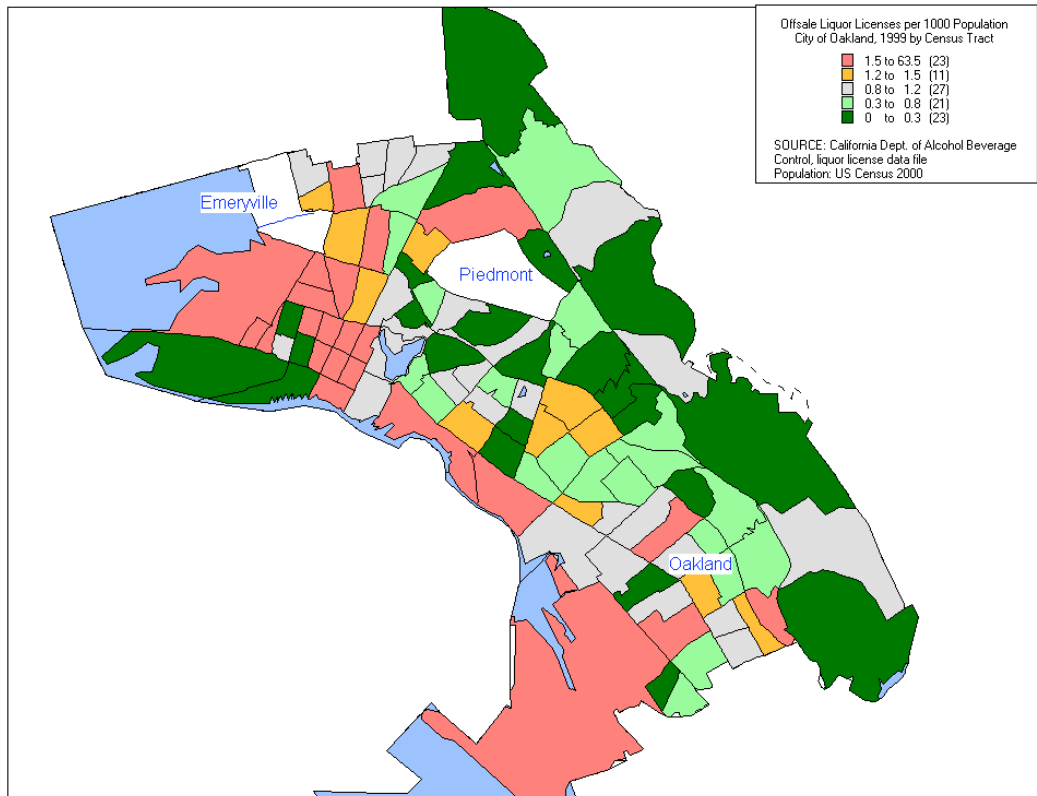 Offsale Liquor Licenses per 1000 Population
City of Oakland, 1999 by Census Tract
1.5 to 63.5 (23)
1.2 to 1.5 (11)
0.8 to 1.2 (27)
0.3 to 0.8 (21)
0 to 0.3 (23)
SOURCE: California Dept. of Alcohol Beverage
Control, liquor license data file
Population: US Census 2000
Emeryville
Piedmont
Oakland